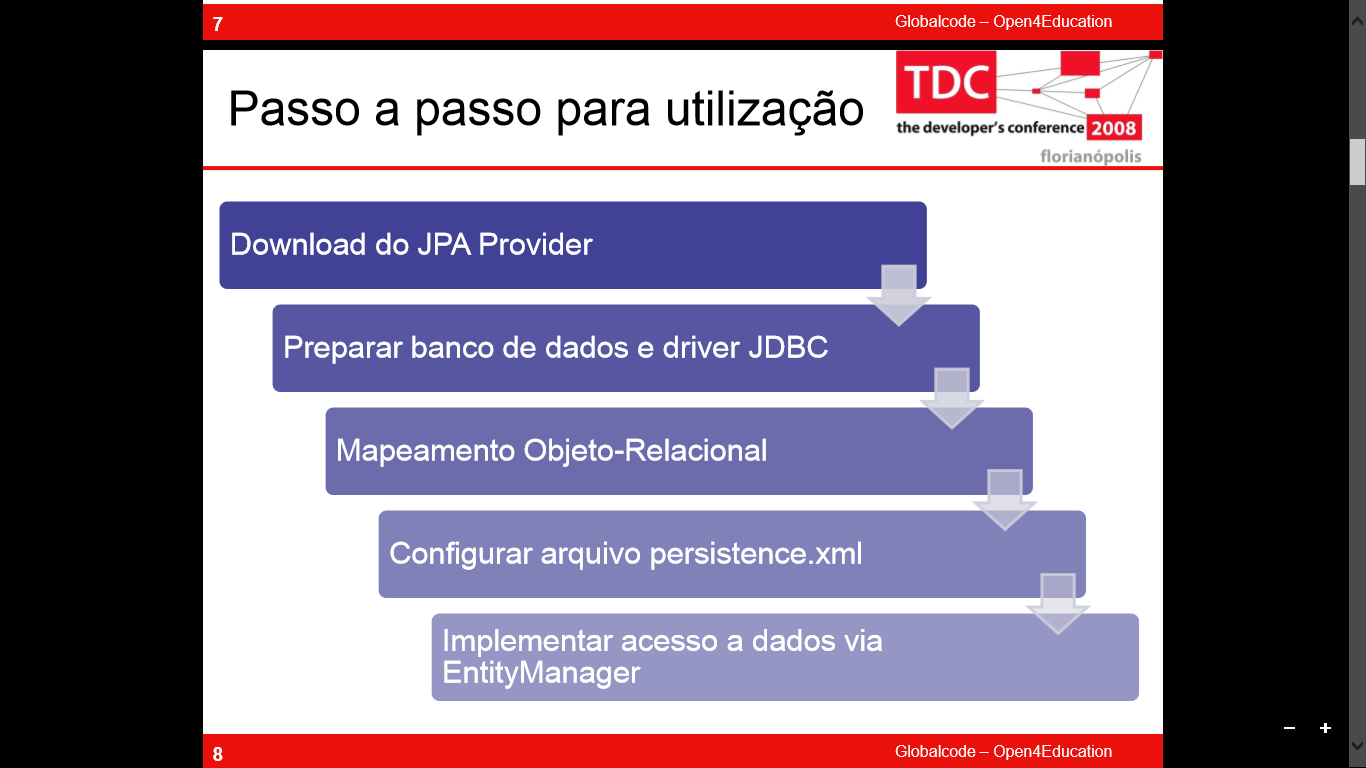 7
Globalcode – Open4Education
Passo a passo para utilização
TDC
the developer's conference 2008
florianópolis
Download do JPA Provider
Preparar banco de dados e driver JDBC
Mapeamento Objeto-Relacional
Configurar arquivo persistence.xml
Implementar acesso a dados via
EntityManager
8
Globalcode – Open4Education